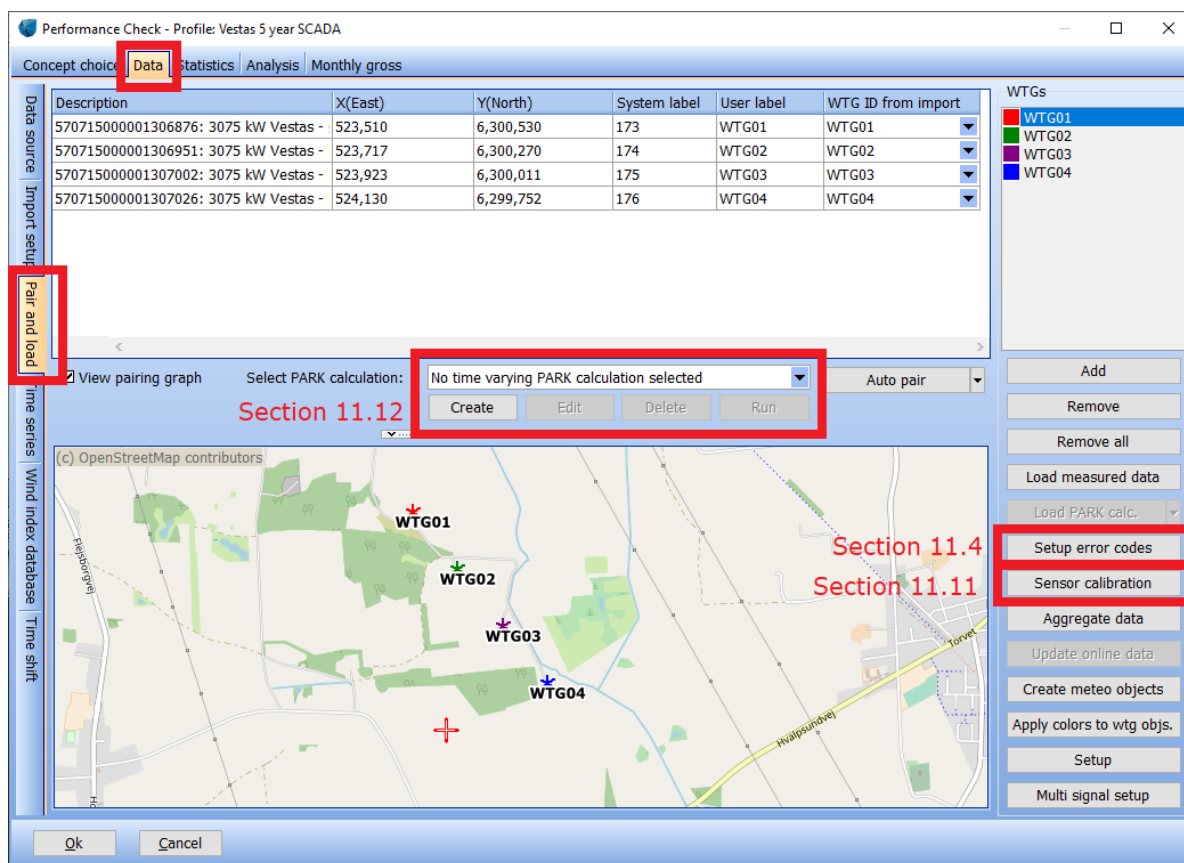 Performance Check - Profile: Vestas 5 year SCADA
Concept choice Data Statistics Analysis Monthly gross
Data source
Import setup
Pair and load
Time series
Wind index database
Time shift
Description X(East) Y(North) System label User label WTG ID from import
570715000001306876: 3075 kW Vestas - 523,510 6,300,530 173 WTG01 WTG01
570715000001306951: 3075 kW Vestas - 523,717 6,300,270 174 WTG02 WTG02
570715000001307002: 3075 kW Vestas - 523,923 6,300,011 175 WTG03 WTG03
570715000001307026: 3075 kW Vestas - 524,130 6,299,752 176 WTG04 WTG04
WTGs
WTG01
WTG02
WTG03
WTG04
View pairing graph Select PARK calculation: No time varying PARK calculation selected Auto pair
Section 11.12 Create Edit Delete Run
(c) OpenStreetMap contributors
WTG01
WTG02
WTG03
WTG04
Flejsborgvej
Hvalpsundvej
Torvet
Section 11.4
Section 11.11
Add
Remove
Remove all
Load measured data
Load PARK calc.
Setup error codes
Sensor calibration
Aggregate data
Update online data
Create meteo objects
Apply colors to wtg objs.
Setup
Multi signal setup
Ok Cancel